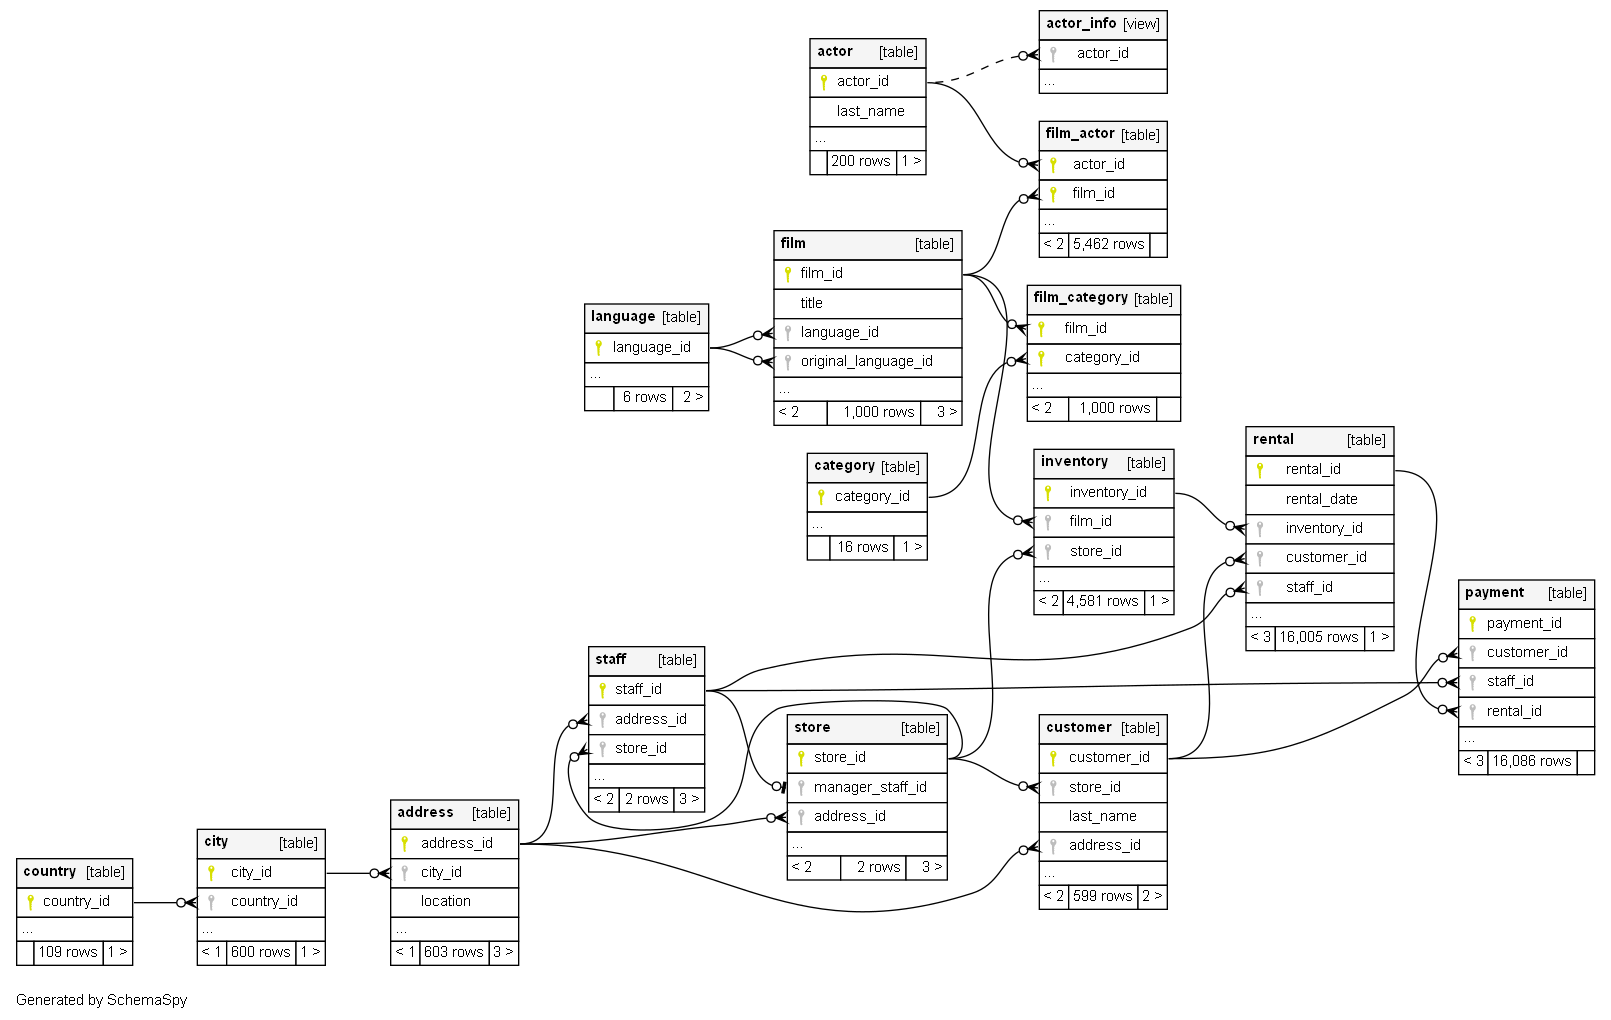 actor_info [view]
actor_id
...
actor [table]
actor_id
last_name
...
200 rows 1 >
film_actor [table]
actor_id
film_id
...
< 2 5,462 rows
film [table]
film_id
title
language_id
original_language_id
...
< 2 1,000 rows 3 >
language [table]
language_id
...
6 rows 2 >
film_category [table]
film_id
category_id
...
< 2 1,000 rows
category [table]
category_id
...
16 rows 1 >
inventory [table]
inventory_id
film_id
store_id
...
< 2 4,581 rows 1 >
rental [table]
rental_id
rental_date
inventory_id
customer_id
staff_id
...
< 3 16,005 rows 1 >
payment [table]
payment_id
customer_id
staff_id
rental_id
...
< 3 16,086 rows
staff [table]
staff_id
address_id
store_id
...
< 2 2 rows 3 >
store [table]
store_id
manager_staff_id
address_id
...
< 2 2 rows 3 >
customer [table]
customer_id
store_id
last_name
address_id
...
< 2 599 rows 2 >
address [table]
address_id
city_id
location
...
< 1 603 rows 3 >
city [table]
city_id
country_id
...
< 1 600 rows 1 >
country [table]
country_id
...
109 rows 1 >
Generated by SchemaSpy